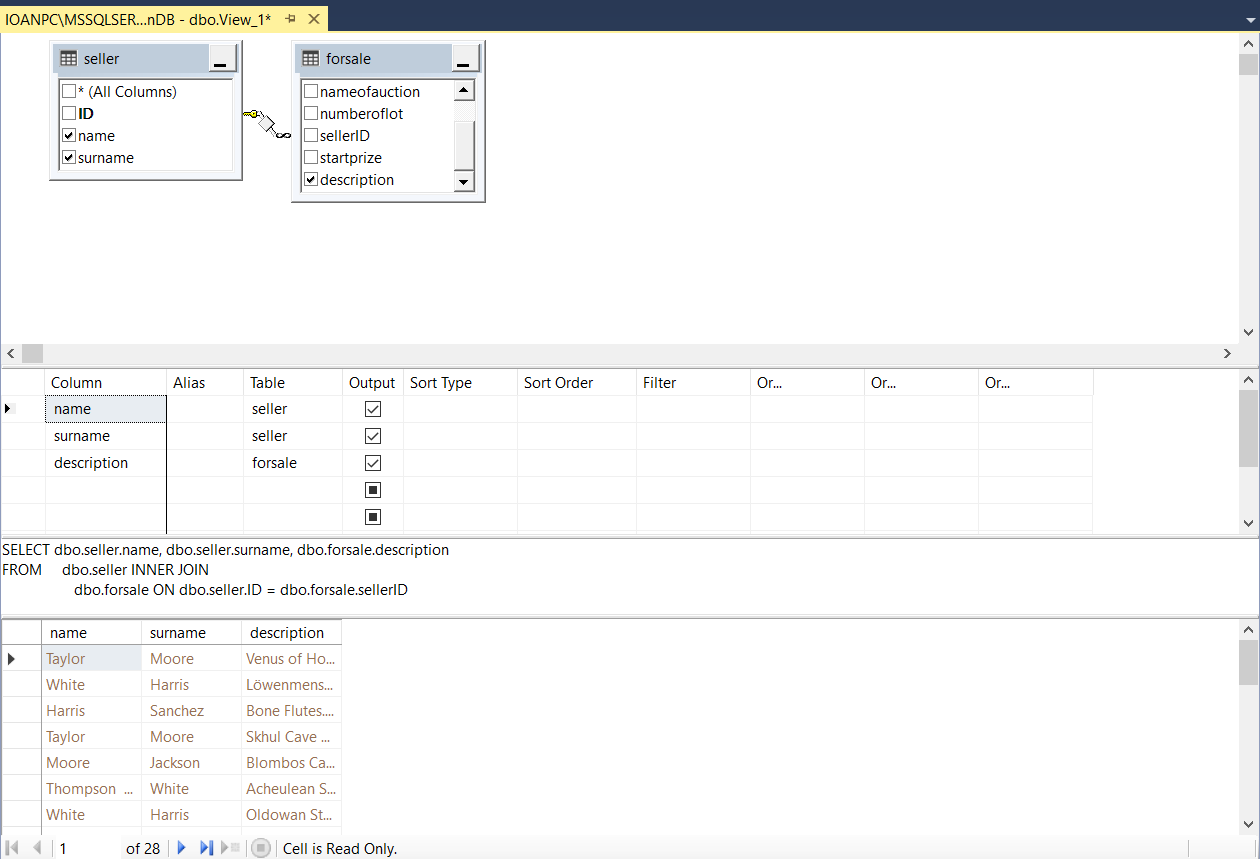 IOANPC\MSSQLSER...nDB - dbo.View_1*
seller
* (All Columns)
ID
name
surname
forsale
nameofauction
numberoflot
sellerID
startprize
description
Column Alias Table Output Sort Type Sort Order Filter Or... Or... Or...
name seller
surname seller
description forsale
SELECT dbo.seller.name, dbo.seller.surname, dbo.forsale.description
FROM dbo.seller INNER JOIN
dbo.forsale ON dbo.seller.ID = dbo.forsale.sellerID
name surname description
Taylor Moore Venus of Ho...
White Harris Löwenmens...
Harris Sanchez Bone Flutes....
Taylor Moore Skhul Cave ...
Moore Jackson Blombos Ca...
Thompson ... White Acheulean S...
White Harris Oldowan St...
1 of 28 Cell is Read Only.